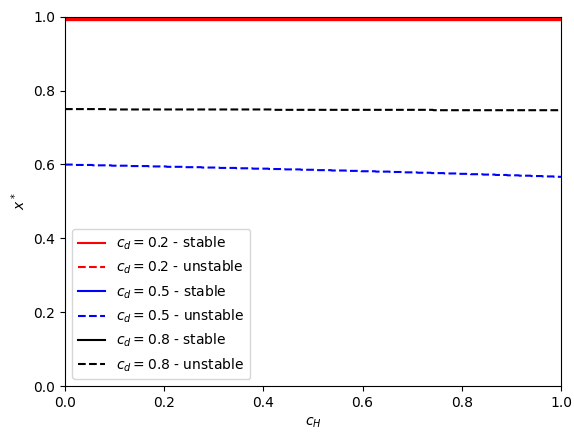 1.0
0.8
0.6
0.4
0.2
0.0
x*
c_d = 0.2 - stable
c_d = 0.2 - unstable
c_d = 0.5 - stable
c_d = 0.5 - unstable
c_d = 0.8 - stable
c_d = 0.8 - unstable
0.0 0.2 0.4 0.6 0.8 1.0
c_H